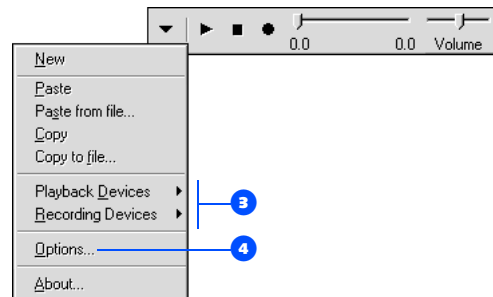 0.0 0.0 Volume
New
Paste
Paste from file...
Copy
Copy to file...
Playback Devices
Recording Devices
3
Options...
4
About...